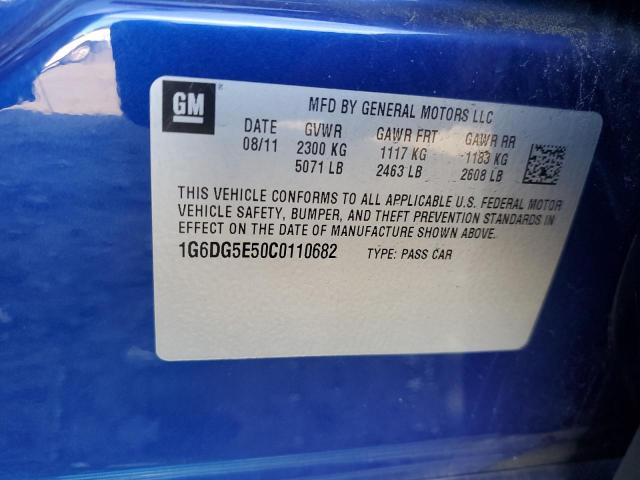 GM
MFD BY GENERAL MOTORS LLC
DATE GVWR GAWR FRT GAWR RR
08/11 2300 KG 1117 KG 1183 KG
5071 LB 2463 LB 2608 LB
THIS VEHICLE CONFORMS TO ALL APPLICABLE U.S. FEDERAL MOTOR
VEHICLE SAFETY, BUMPER, AND THEFT PREVENTION STANDARDS IN
EFFECT ON THE DATE OF MANUFACTURE SHOWN ABOVE.
1G6DG5E50C0110682 TYPE: PASS CAR